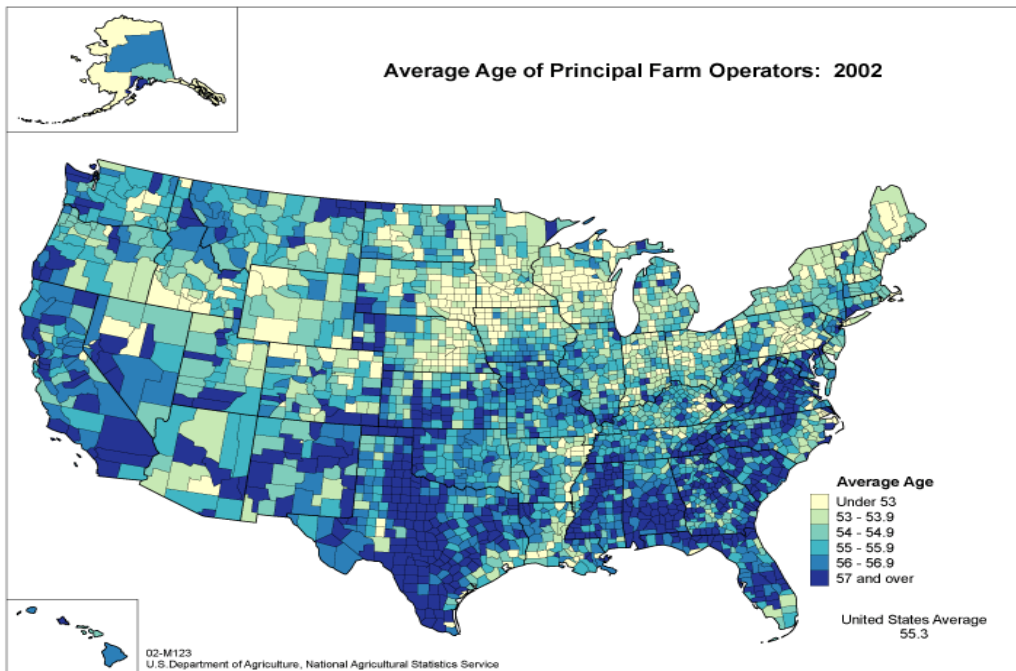 Average Age of Principal Farm Operators: 2002
Average Age
Under 53
53 - 53.9
54 - 54.9
55 - 55.9
56 - 56.9
57 and over
United States Average
55.3
02-M123
U.S.Department of Agriculture, National Agricultural Statistics Service